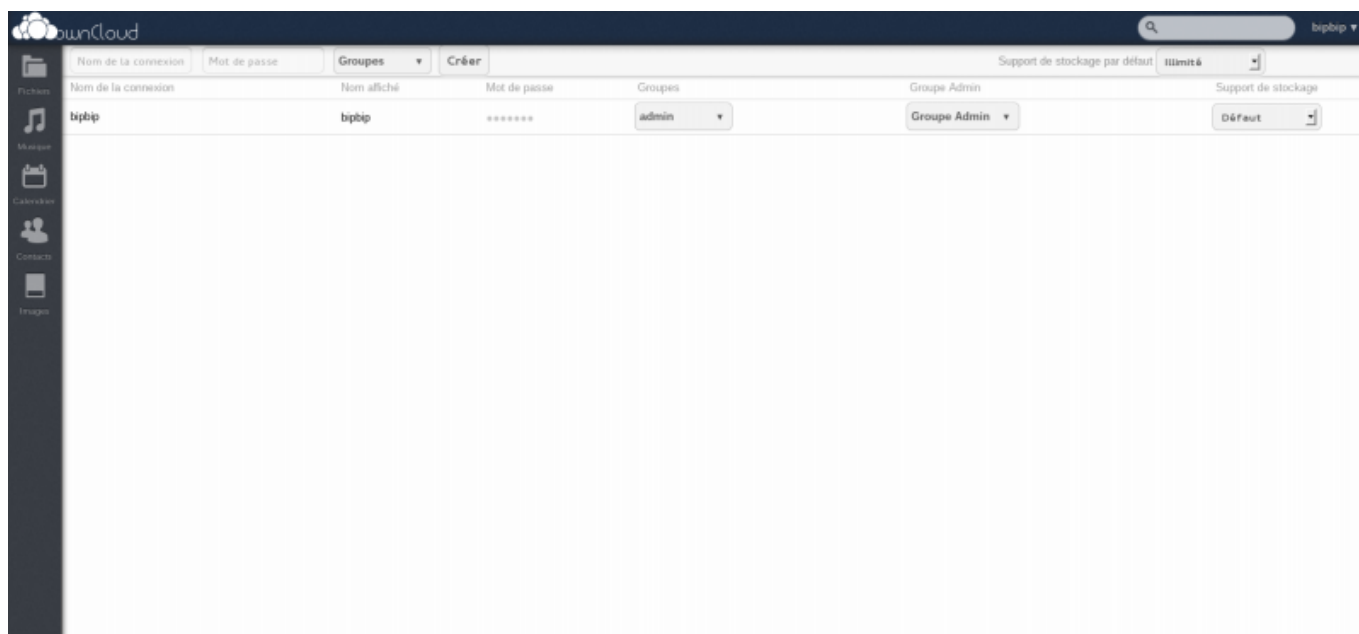 ownCloud
bipbip
Nom de la connexion Mot de passe Groupes Créer Support de stockage par défaut Illimité
Nom de la connexion Nom affiché Mot de passe Groupes Groupe Admin Support de stockage
bipbip bipbip admin Groupe Admin Défaut
Fichiers
Musique
Calendrier
Contacts
Images